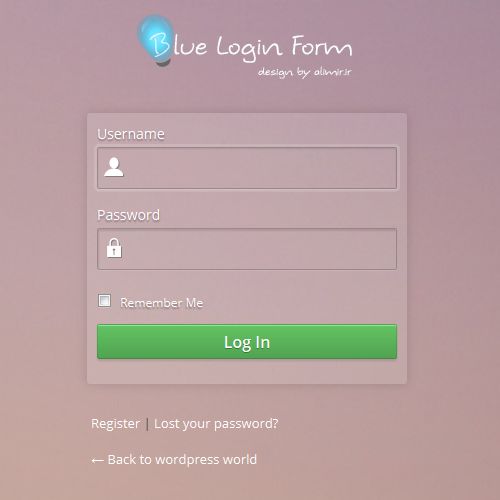 Blue Login Form
design by alimir.ir
Username
Password
Remember Me
Log In
Register | Lost your password?
← Back to wordpress world